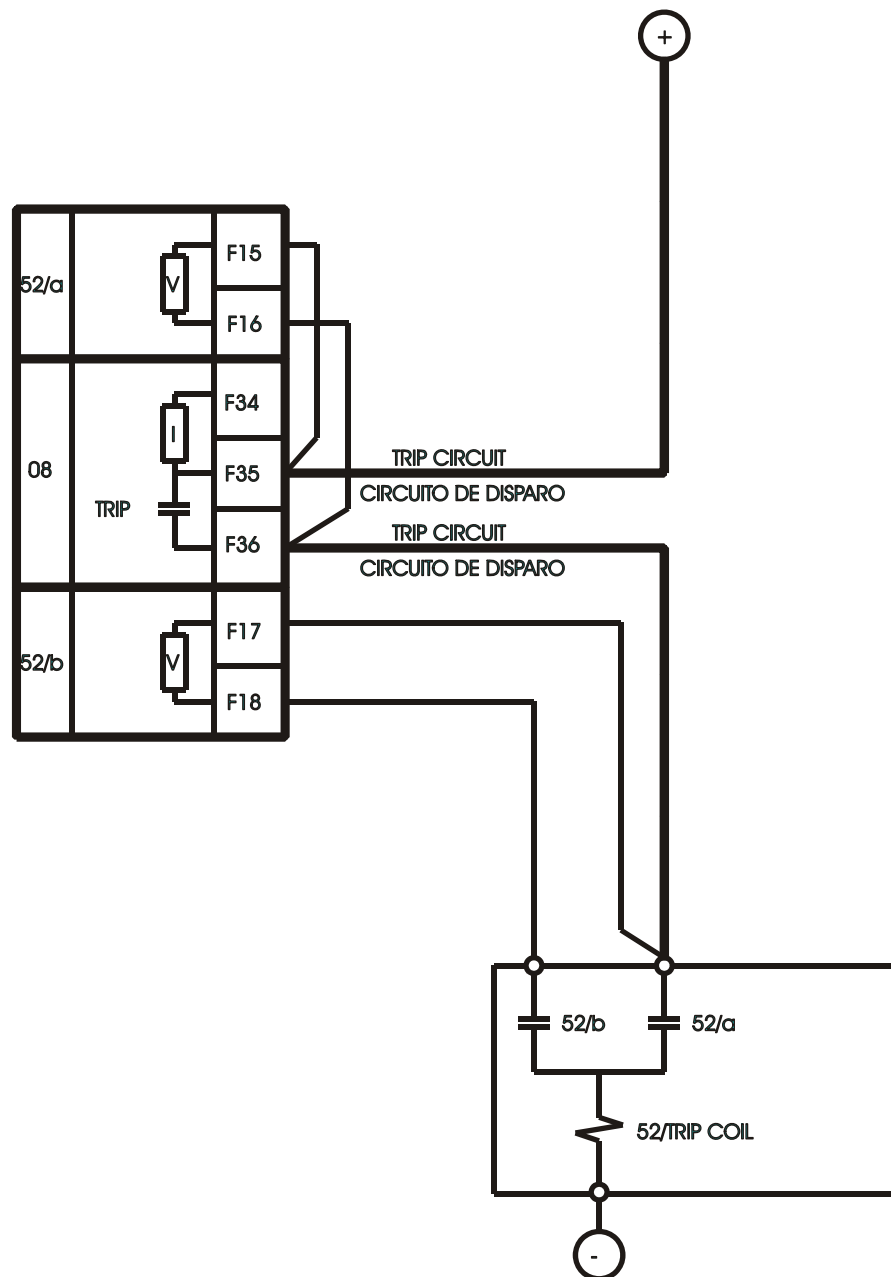 +
F15
52/a
V
F16
F34
I
08
F35
TRIP CIRCUIT
CIRCUITO DE DISPARO
TRIP
F36
TRIP CIRCUIT
CIRCUITO DE DISPARO
F17
52/b
V
F18
52/b
52/a
52/TRIP COIL
-